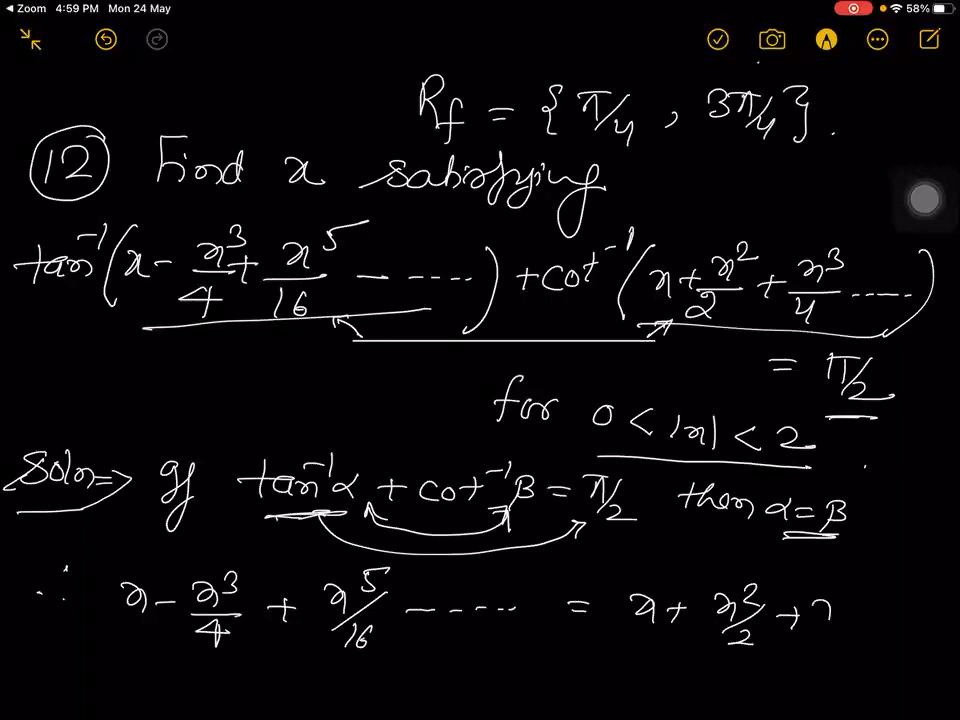 Zoom 4:59 PM Mon 24 May 58%
R_f = {π/4, 3π/4}.
12 Find x satisfying
tan⁻¹(x - x³/4 + x⁵/16 - ......) + cot⁻¹(x + x²/2 + x³/4 .....)
= π/2
for 0 < |x| < 2
Soln => If tan⁻¹α + cot⁻¹β = π/2 then α = β
∴ x - x³/4 + x⁵/16 ------ = x + x²/2 +